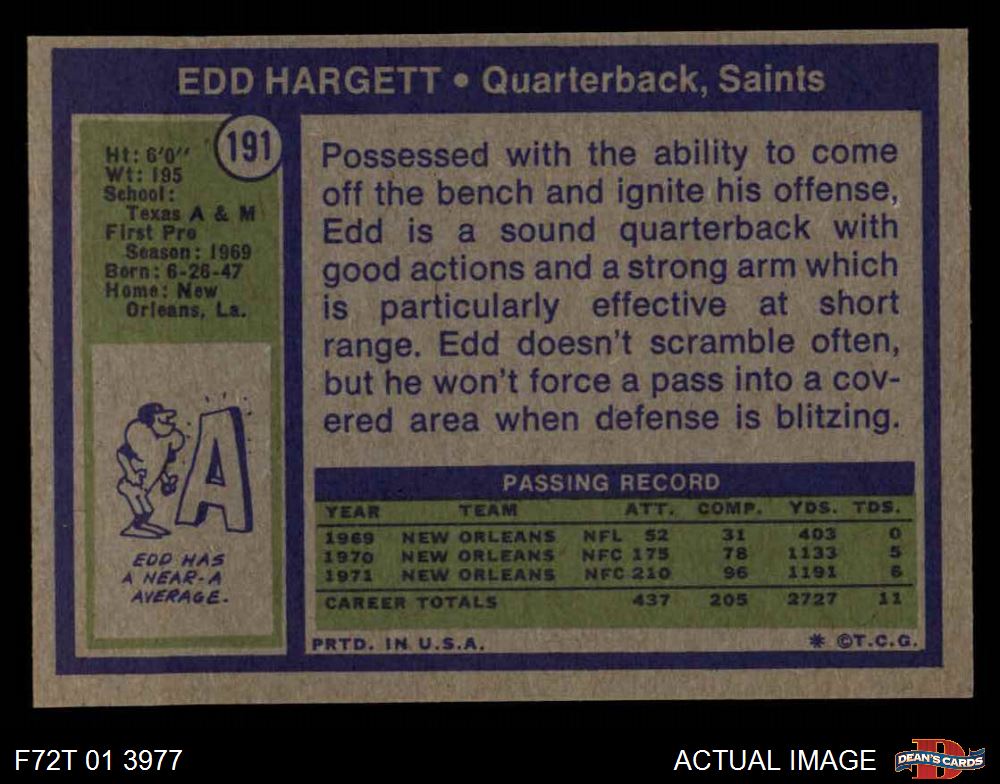 EDD HARGETT • Quarterback, Saints
191
Ht: 6'0''
Wt: 195
School:
Texas A & M
First Pro
Season: 1969
Born: 6-26-47
Home: New
Orleans, La.
EDD HAS
A NEAR-A
AVERAGE.
A
Possessed with the ability to come
off the bench and ignite his offense,
Edd is a sound quarterback with
good actions and a strong arm which
is particularly effective at short
range. Edd doesn't scramble often,
but he won't force a pass into a cov-
ered area when defense is blitzing.
PASSING RECORD
YEAR TEAM ATT. COMP. YDS. TDS.
1969 NEW ORLEANS NFL 52 31 403 0
1970 NEW ORLEANS NFC 175 78 1133 5
1971 NEW ORLEANS NFC 210 96 1191 6
CAREER TOTALS 437 205 2727 11
PRTD. IN U.S.A. * ©T.C.G.
F72T 01 3977
ACTUAL IMAGE
D
DEAN'S CARDS